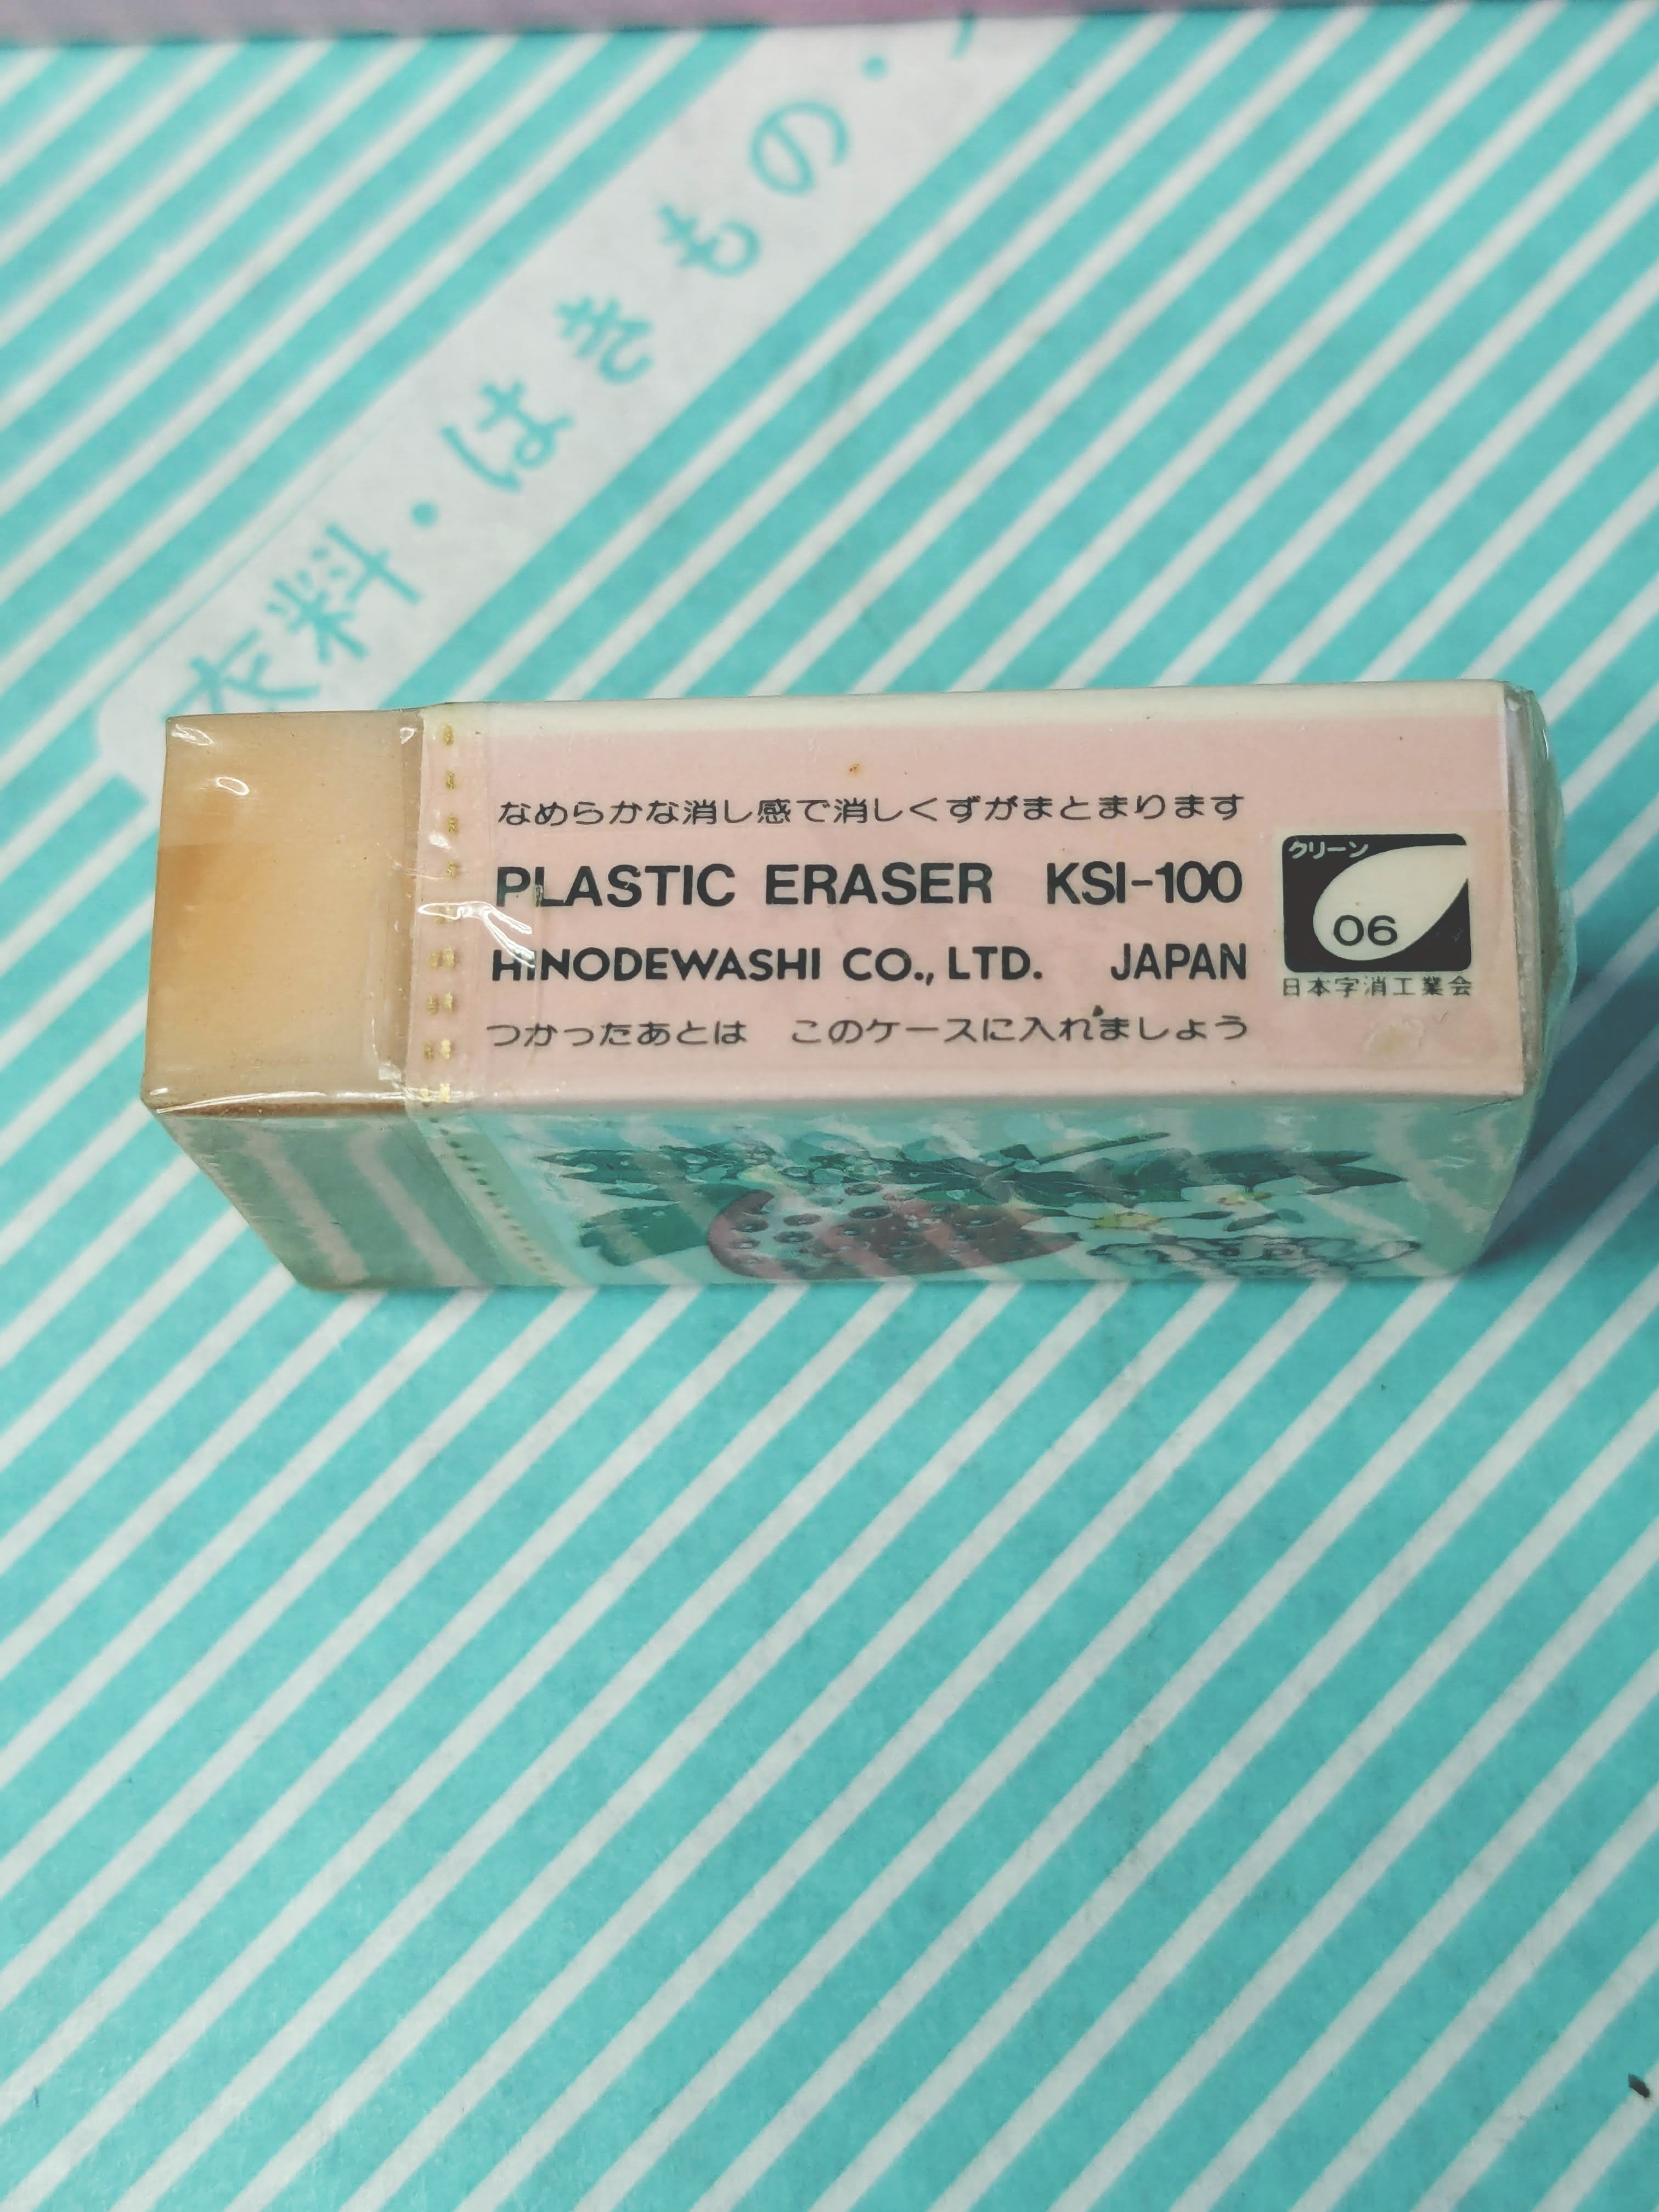 衣料・はきもの・
なめらかな消し感で消しくずがまとまります
PLASTIC ERASER KSI-100
HINODEWASHI CO., LTD. JAPAN
つかったあとは このケースに入れましょう
クリーン
06
日本字消工業会